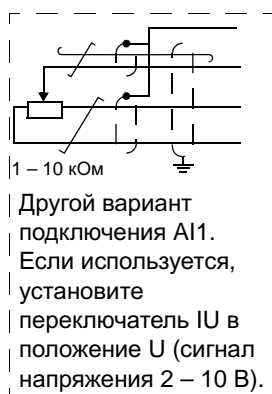 1 – 10 кОм
Другой вариант
подключения AI1.
Если используется,
установите
переключатель IU в
положение U (сигнал
напряжения 2 – 10 В).